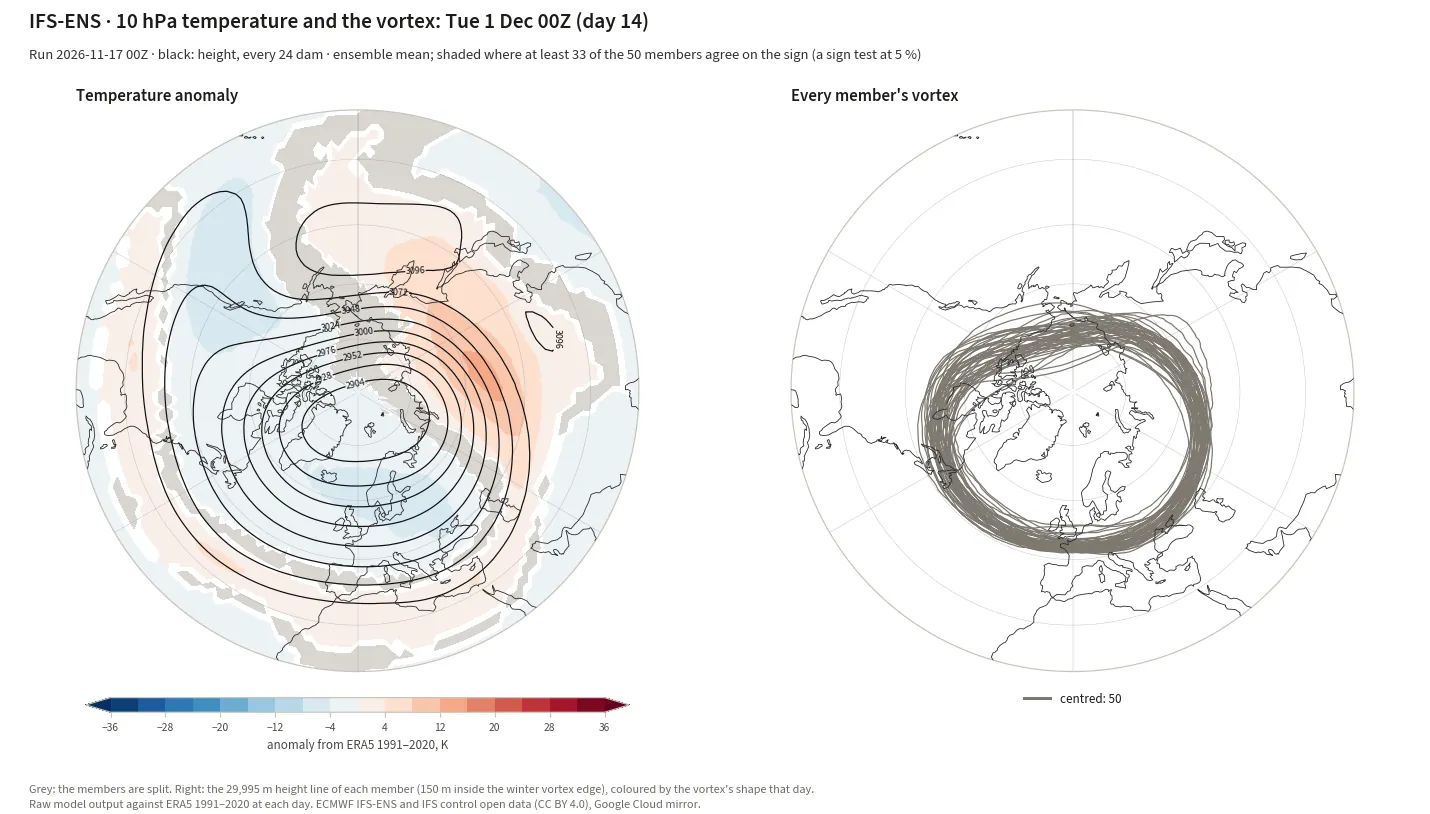 IFS-ENS · 10 hPa temperature and the vortex: Tue 1 Dec 00Z (day 14)
Run 2026-11-17 00Z · black: height, every 24 dam · ensemble mean; shaded where at least 33 of the 50 members agree on the sign (a sign test at 5 %)
Temperature anomaly
Every member's vortex
3096
3072
3048
3024
3000
3096
2976
2952
2904
−36
−28
−20
−12
−4
4
12
20
28
36
anomaly from ERA5 1991–2020, K
centred: 50
Grey: the members are split. Right: the 29,995 m height line of each member (150 m inside the winter vortex edge), coloured by the vortex's shape that day.
Raw model output against ERA5 1991–2020 at each day. ECMWF IFS-ENS and IFS control open data (CC BY 4.0), Google Cloud mirror.